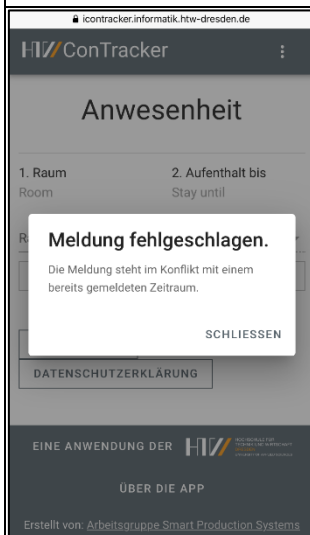 icontracker.informatik.htw-dresden.de
HTW ConTracker
Anwesenheit
1. Raum
2. Aufenthalt bis
Room
Stay until
Meldung fehlgeschlagen.
Die Meldung steht im Konflikt mit einem
bereits gemeldeten Zeitraum.
SCHLIESSEN
DATENSCHUTZERKLÄRUNG
EINE ANWENDUNG DER HTW
ÜBER DIE APP
Erstellt von: Arbeitsgruppe Smart Production Systems